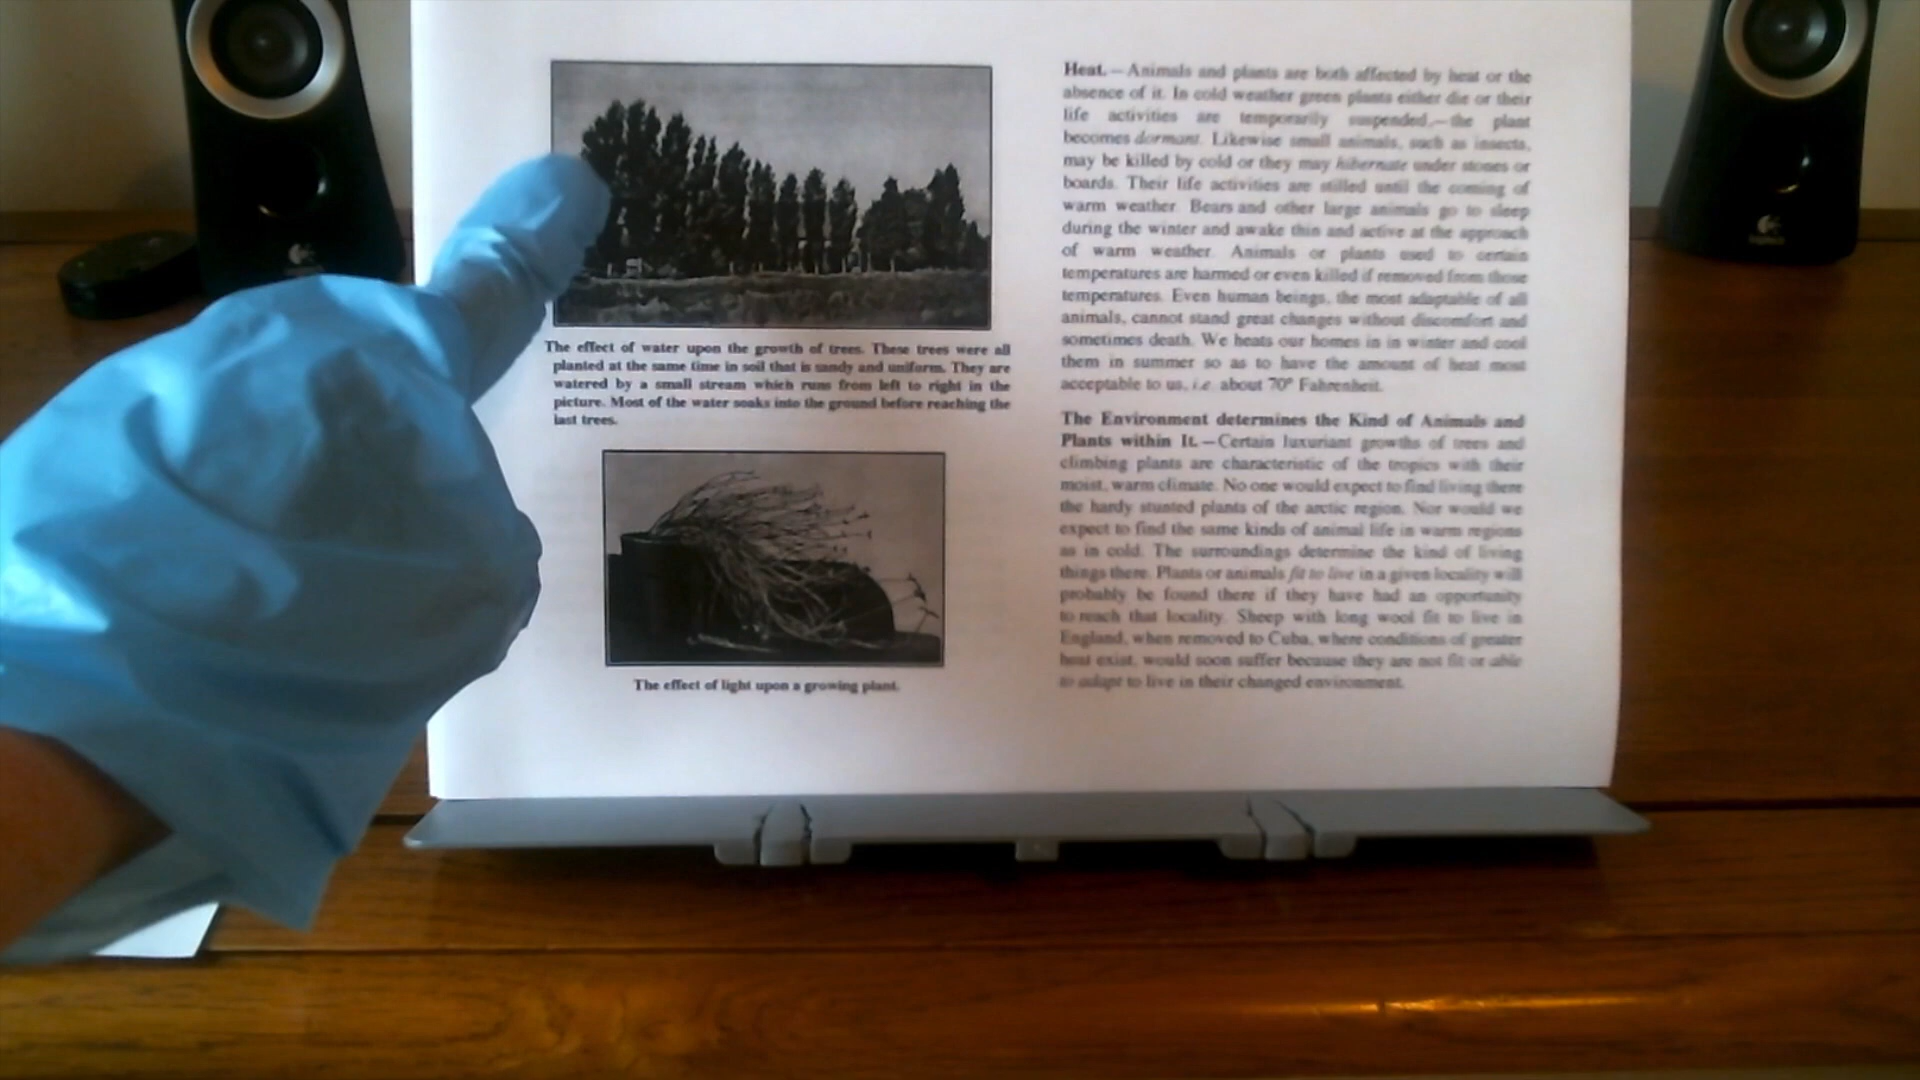 The effect of water upon the growth of trees. These trees were all
planted at the same time in soil that is sandy and uniform. They are
watered by a small stream which runs from left to right in the
picture. Most of the water soaks into the ground before reaching the
last trees.
The effect of light upon a growing plant.
Heat.—Animals and plants are both affected by heat or the
absence of it. In cold weather green plants either die or their
life activities are temporarily suspended,—the plant
becomes dormant. Likewise small animals, such as insects,
may be killed by cold or they may hibernate under stones or
boards. Their life activities are stilled until the coming of
warm weather. Bears and other large animals go to sleep
during the winter and awake thin and active at the approach
of warm weather. Animals or plants used to certain
temperatures are harmed or even killed if removed from those
temperatures. Even human beings, the most adaptable of all
animals, cannot stand great changes without discomfort and
sometimes death. We heats our homes in in winter and cool
them in summer so as to have the amount of heat most
acceptable to us, i.e. about 70° Fahrenheit.
The Environment determines the Kind of Animals and
Plants within It.—Certain luxuriant growths of trees and
climbing plants are characteristic of the tropics with their
moist, warm climate. No one would expect to find living there
the hardy stunted plants of the arctic region. Nor would we
expect to find the same kinds of animal life in warm regions
as in cold. The surroundings determine the kind of living
things there. Plants or animals fit to live in a given locality will
probably be found there if they have had an opportunity
to reach that locality. Sheep with long wool fit to live in
England, when removed to Cuba, where conditions of greater
heat exist, would soon suffer because they are not fit or able
to adapt to live in their changed environment.